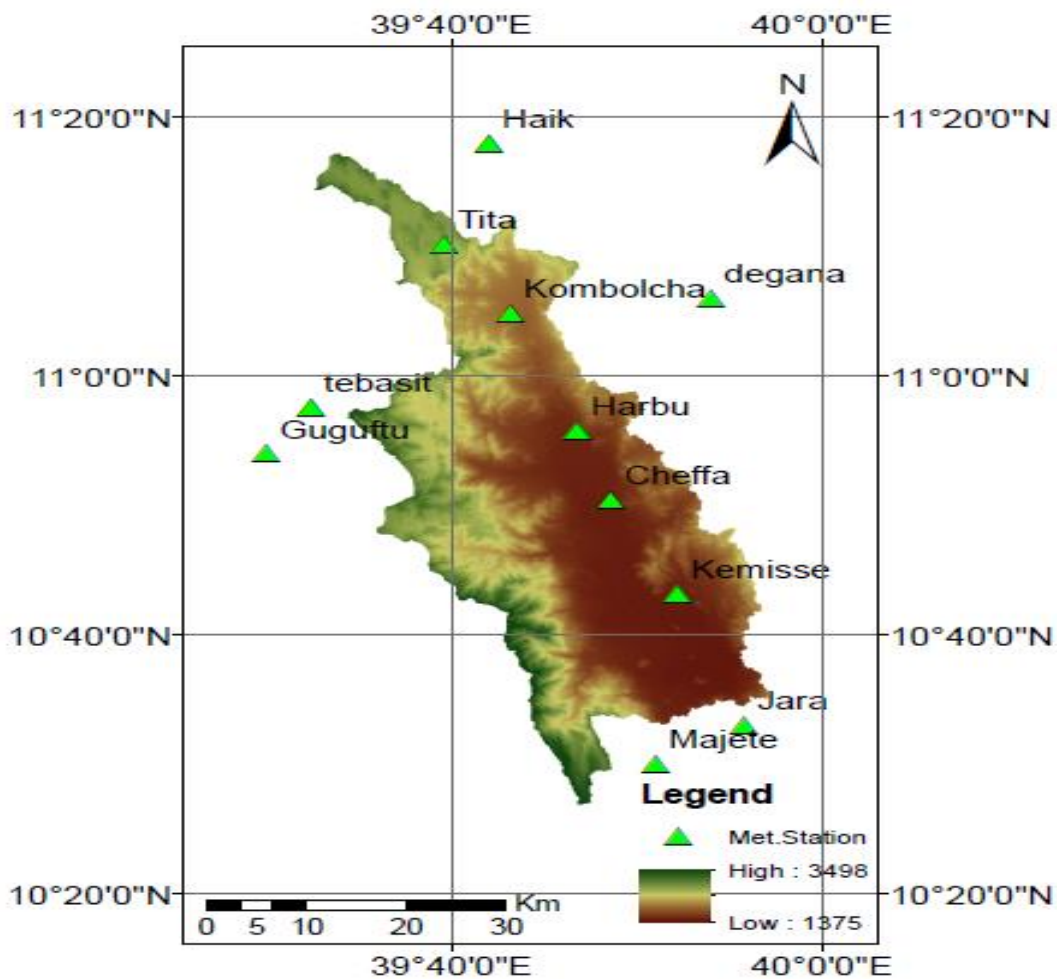 39°40'0"E 40°0'0"E
N
11°20'0"N 11°20'0"N
Haik
Tita
degana
Kombolcha
11°0'0"N 11°0'0"N
tebasit
Harbu
Guguftu
Cheffa
Kemisse
10°40'0"N 10°40'0"N
Jara
Majete
Legend
Met.Station
High : 3498
10°20'0"N 10°20'0"N
Km
Low : 1375
0 5 10 20 30
39°40'0"E 40°0'0"E